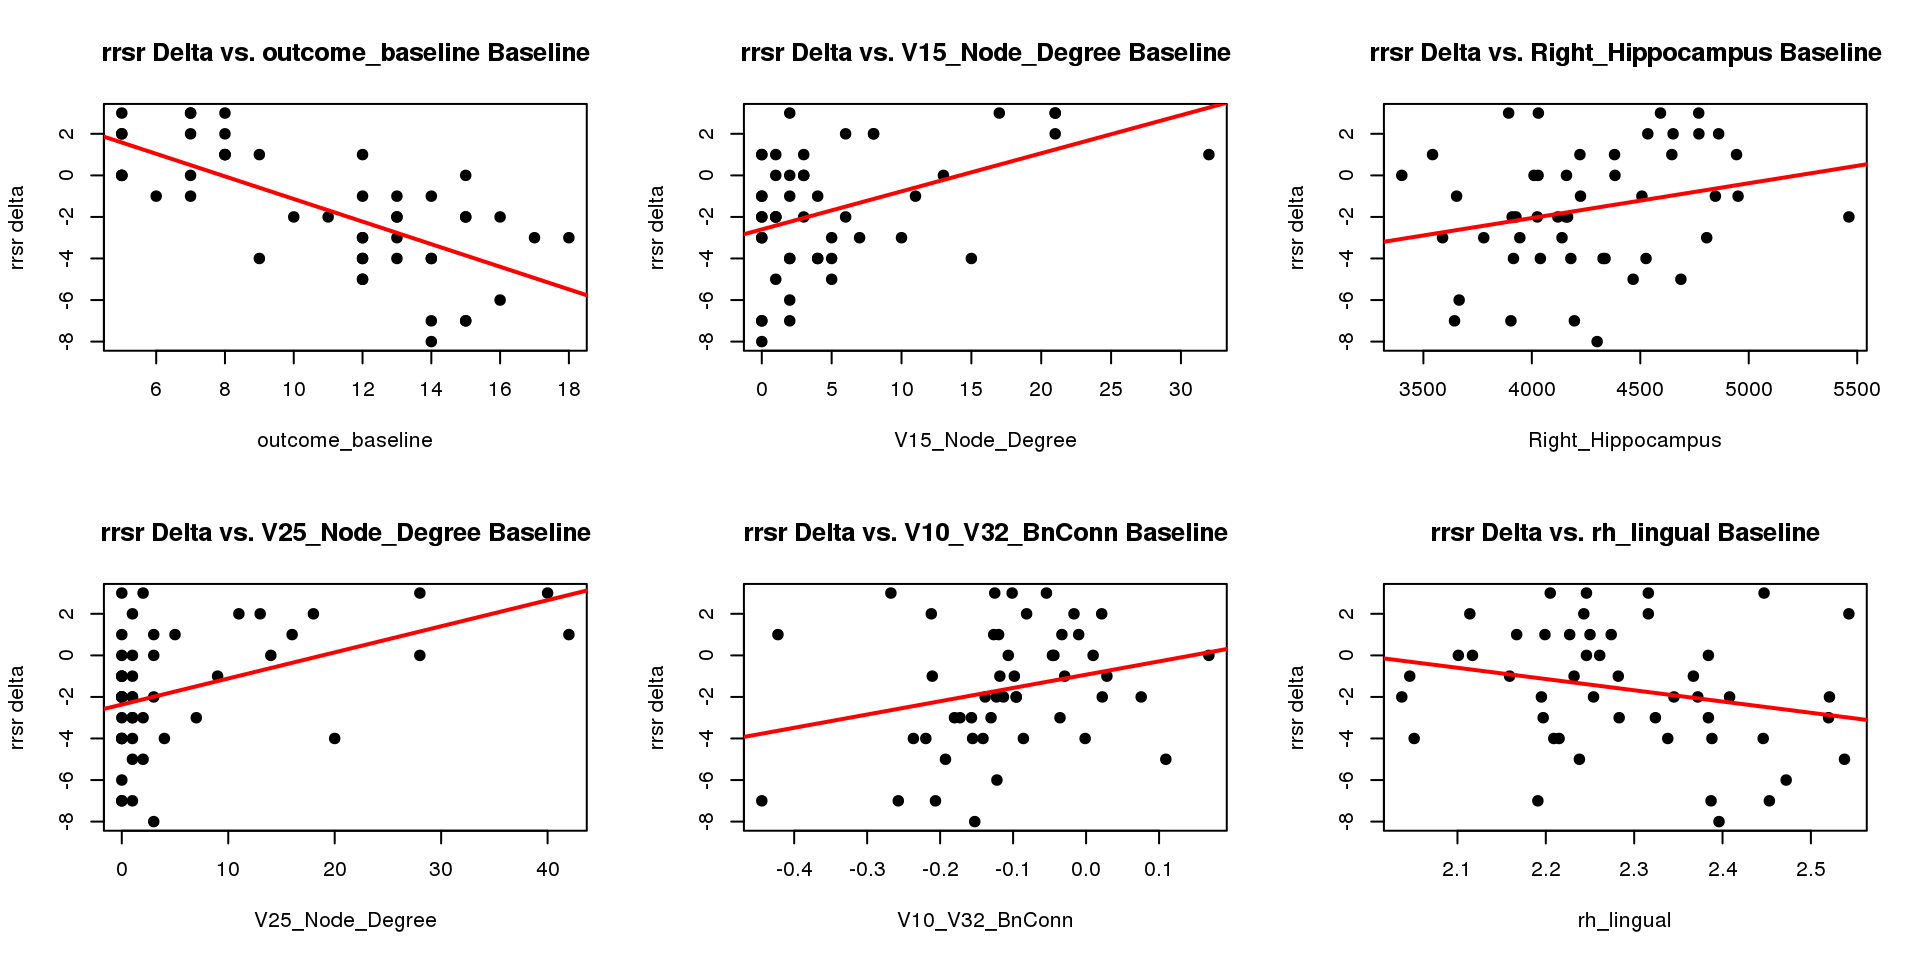 rrsr Delta vs. outcome_baseline Baseline
rrsr delta
2
0
-2
-4
-6
-8
6 8 10 12 14 16 18
outcome_baseline
rrsr Delta vs. V15_Node_Degree Baseline
rrsr delta
2
0
-2
-4
-6
-8
0 5 10 15 20 25 30
V15_Node_Degree
rrsr Delta vs. Right_Hippocampus Baseline
rrsr delta
2
0
-2
-4
-6
-8
3500 4000 4500 5000 5500
Right_Hippocampus
rrsr Delta vs. V25_Node_Degree Baseline
rrsr delta
2
0
-2
-4
-6
-8
0 10 20 30 40
V25_Node_Degree
rrsr Delta vs. V10_V32_BnConn Baseline
rrsr delta
2
0
-2
-4
-6
-8
-0.4 -0.3 -0.2 -0.1 0.0 0.1
V10_V32_BnConn
rrsr Delta vs. rh_lingual Baseline
rrsr delta
2
0
-2
-4
-6
-8
2.1 2.2 2.3 2.4 2.5
rh_lingual